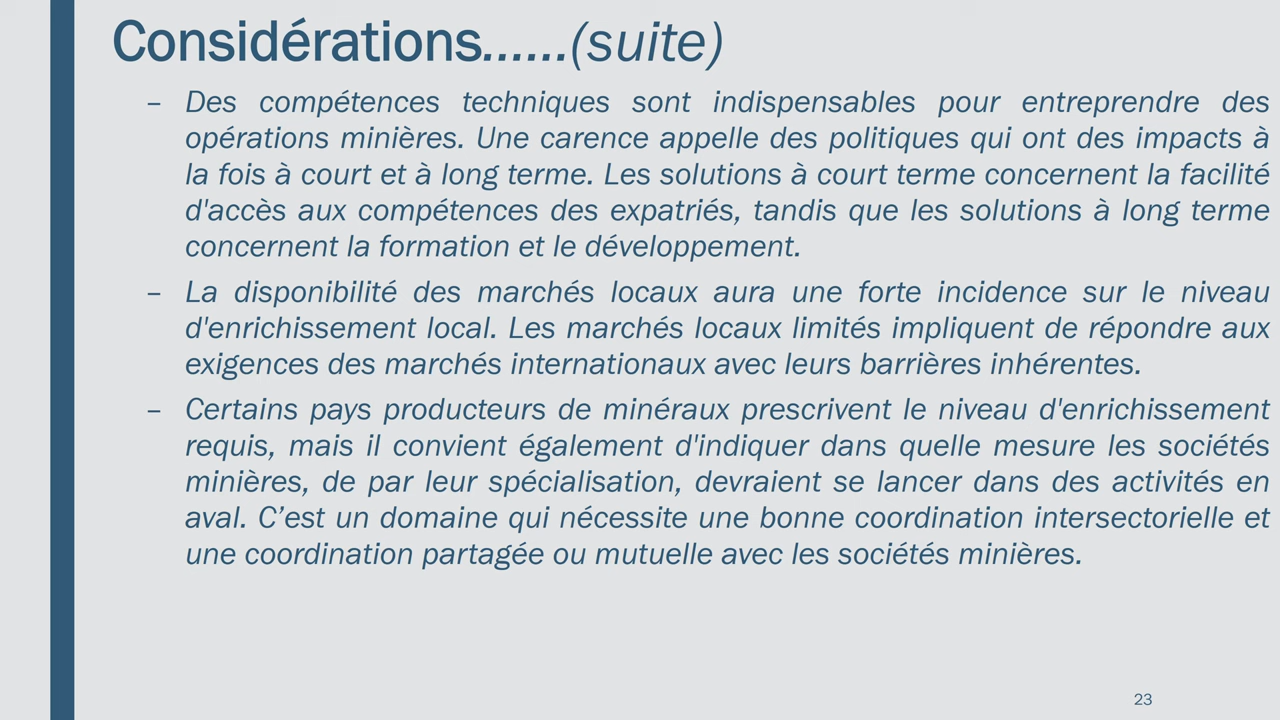 Considérations......(suite)
– Des compétences techniques sont indispensables pour entreprendre des
opérations minières. Une carence appelle des politiques qui ont des impacts à
la fois à court et à long terme. Les solutions à court terme concernent la facilité
d'accès aux compétences des expatriés, tandis que les solutions à long terme
concernent la formation et le développement.
– La disponibilité des marchés locaux aura une forte incidence sur le niveau
d'enrichissement local. Les marchés locaux limités impliquent de répondre aux
exigences des marchés internationaux avec leurs barrières inhérentes.
– Certains pays producteurs de minéraux prescrivent le niveau d'enrichissement
requis, mais il convient également d'indiquer dans quelle mesure les sociétés
minières, de par leur spécialisation, devraient se lancer dans des activités en
aval. C’est un domaine qui nécessite une bonne coordination intersectorielle et
une coordination partagée ou mutuelle avec les sociétés minières.
23